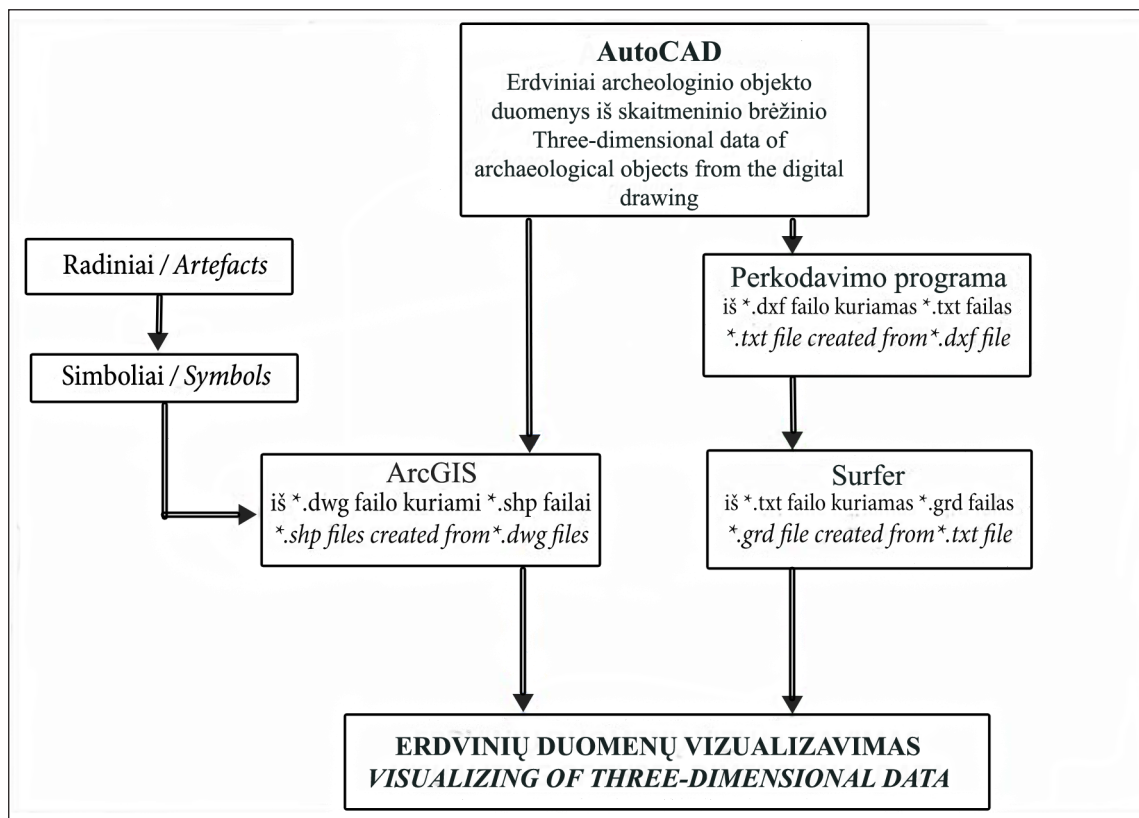 AutoCAD
Erdviniai archeologinio objekto
duomenys iš skaitmeninio brėžinio
Three-dimensional data of
archaeological objects from the digital
drawing
Radiniai / Artefacts
Simboliai / Symbols
Perkodavimo programa
iš *.dxf failo kuriamas *.txt failas
*.txt file created from*.dxf file
ArcGIS
iš *.dwg failo kuriami *.shp failai
*.shp files created from*.dwg files
Surfer
iš *.txt failo kuriamas *.grd failas
*.grd file created from*.txt file
ERDVINIŲ DUOMENŲ VIZUALIZAVIMAS
VISUALIZING OF THREE-DIMENSIONAL DATA